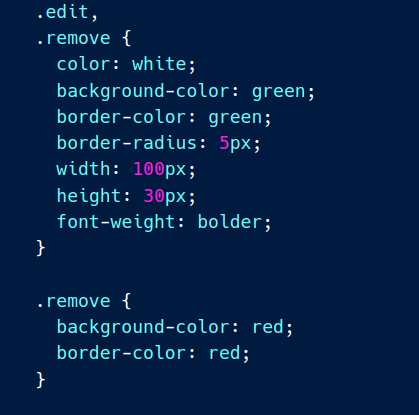 .edit,
.remove {
  color: white;
  background-color: green;
  border-color: green;
  border-radius: 5px;
  width: 100px;
  height: 30px;
  font-weight: bolder;
}

.remove {
  background-color: red;
  border-color: red;
}